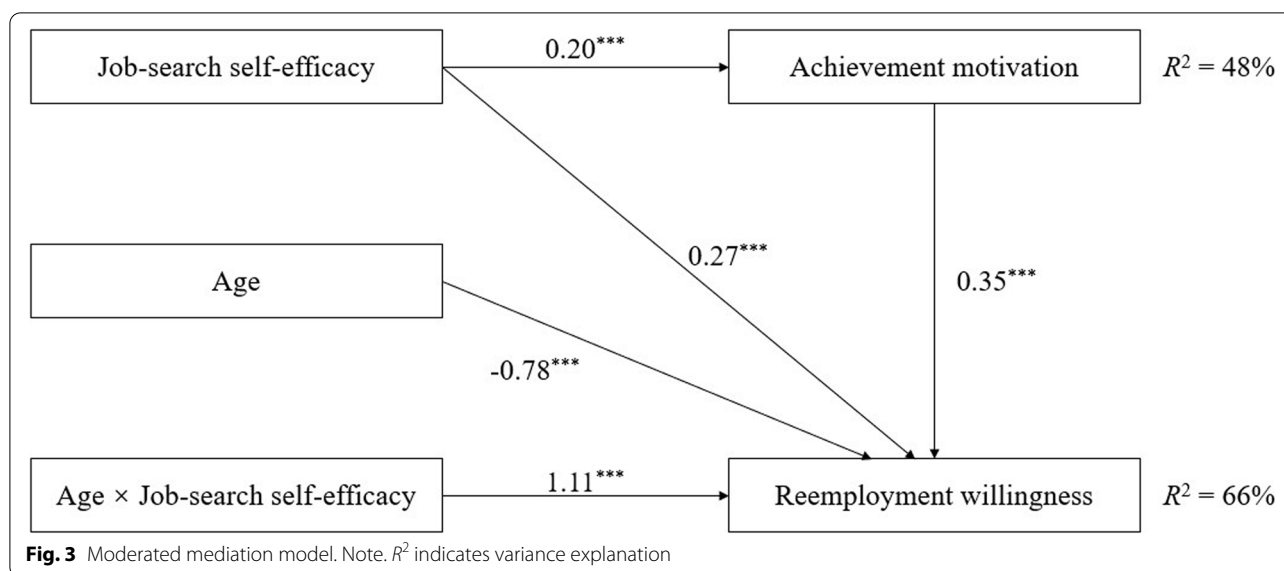 Job-search self-efficacy
0.20***
Achievement motivation
R² = 48%
0.27***
0.35***
Age
-0.78***
Age × Job-search self-efficacy
1.11***
Reemployment willingness
R² = 66%
Fig. 3 Moderated mediation model. Note. R² indicates variance explanation